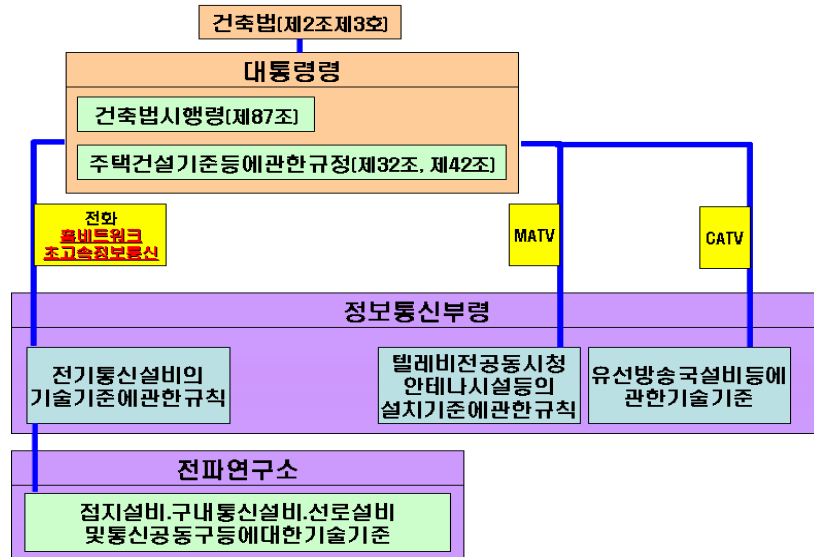 건축법(제2조제3호)
대통령령
건축법시행령(제87조)
주택건설기준등에관한규정(제32조, 제42조)
전화
홈네트워크
초고속정보통신
MATV
CATV
정보통신부령
전기통신설비의
기술기준에관한규칙
텔레비전공동시청
안테나시설등의
설치기준에관한규칙
유선방송국설비등에
관한기술기준
전파연구소
접지설비.구내통신설비.선로설비
및통신공동구등에대한기술기준